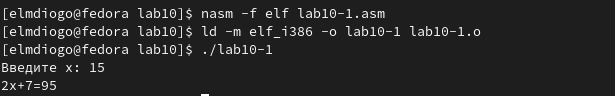 [elmdiogo@fedora lab10]$ nasm -f elf lab10-1.asm
[elmdiogo@fedora lab10]$ ld -m elf_i386 -o lab10-1 lab10-1.o
[elmdiogo@fedora lab10]$ ./lab10-1
Введите x: 15
2x+7=95